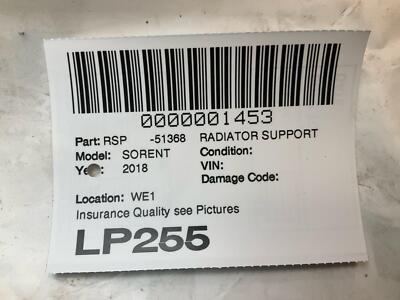 0000001453
Part: RSP -51368 RADIATOR SUPPORT
Model: SORENT Condition:
Year: 2018 VIN:
Damage Code:
Location: WE1
Insurance Quality see Pictures
LP255